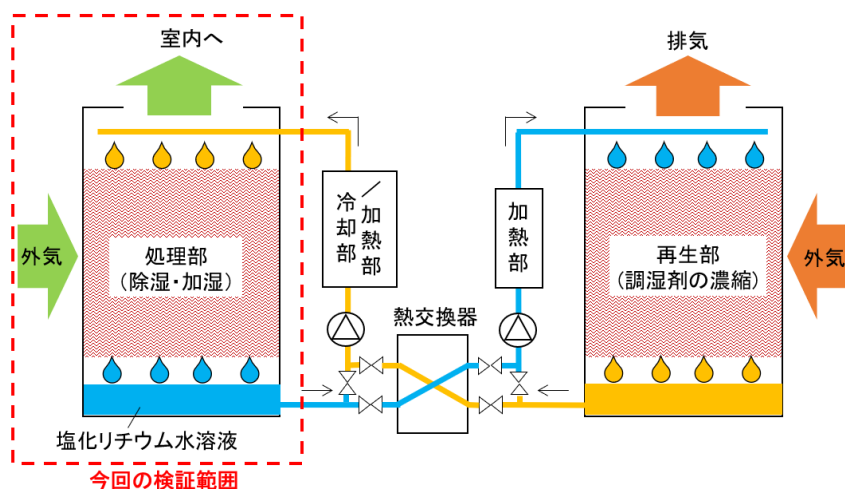 室内へ
排気
冷却部
／加熱部
加熱部
外気
処理部
(除湿・加湿)
再生部
(調湿剤の濃縮)
外気
熱交換器
塩化リチウム水溶液
今回の検証範囲